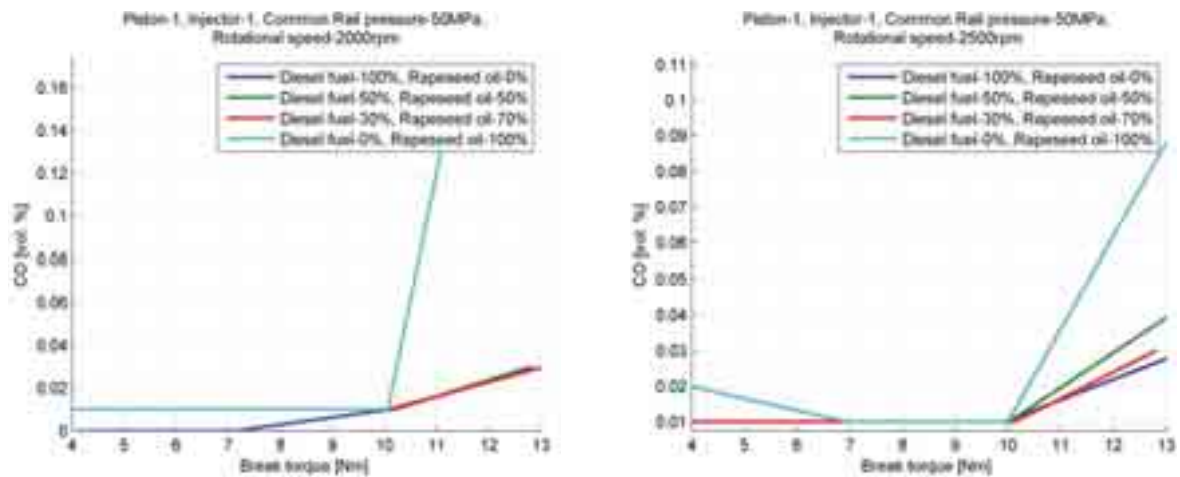 Piston-1, Injector-1, Common Rail pressure-50MPa,
Rotational speed-2000rpm
Diesel fuel-100%, Rapeseed oil-0%
Diesel fuel-50%, Rapeseed oil-50%
Diesel fuel-30%, Rapeseed oil-70%
Diesel fuel-0%, Rapeseed oil-100%
0.16
0.14
0.12
0.1
0.08
0.06
0.04
0.02
0
CO [vol. %]
4 5 6 7 8 9 10 11 12 13
Break torque [Nm]
Piston-1, Injector-1, Common Rail pressure-50MPa,
Rotational speed-2500rpm
Diesel fuel-100%, Rapeseed oil-0%
Diesel fuel-50%, Rapeseed oil-50%
Diesel fuel-30%, Rapeseed oil-70%
Diesel fuel-0%, Rapeseed oil-100%
0.11
0.1
0.09
0.08
0.07
0.06
0.05
0.04
0.03
0.02
0.01
CO [vol. %]
4 5 6 7 8 9 10 11 12 13
Break torque [Nm]